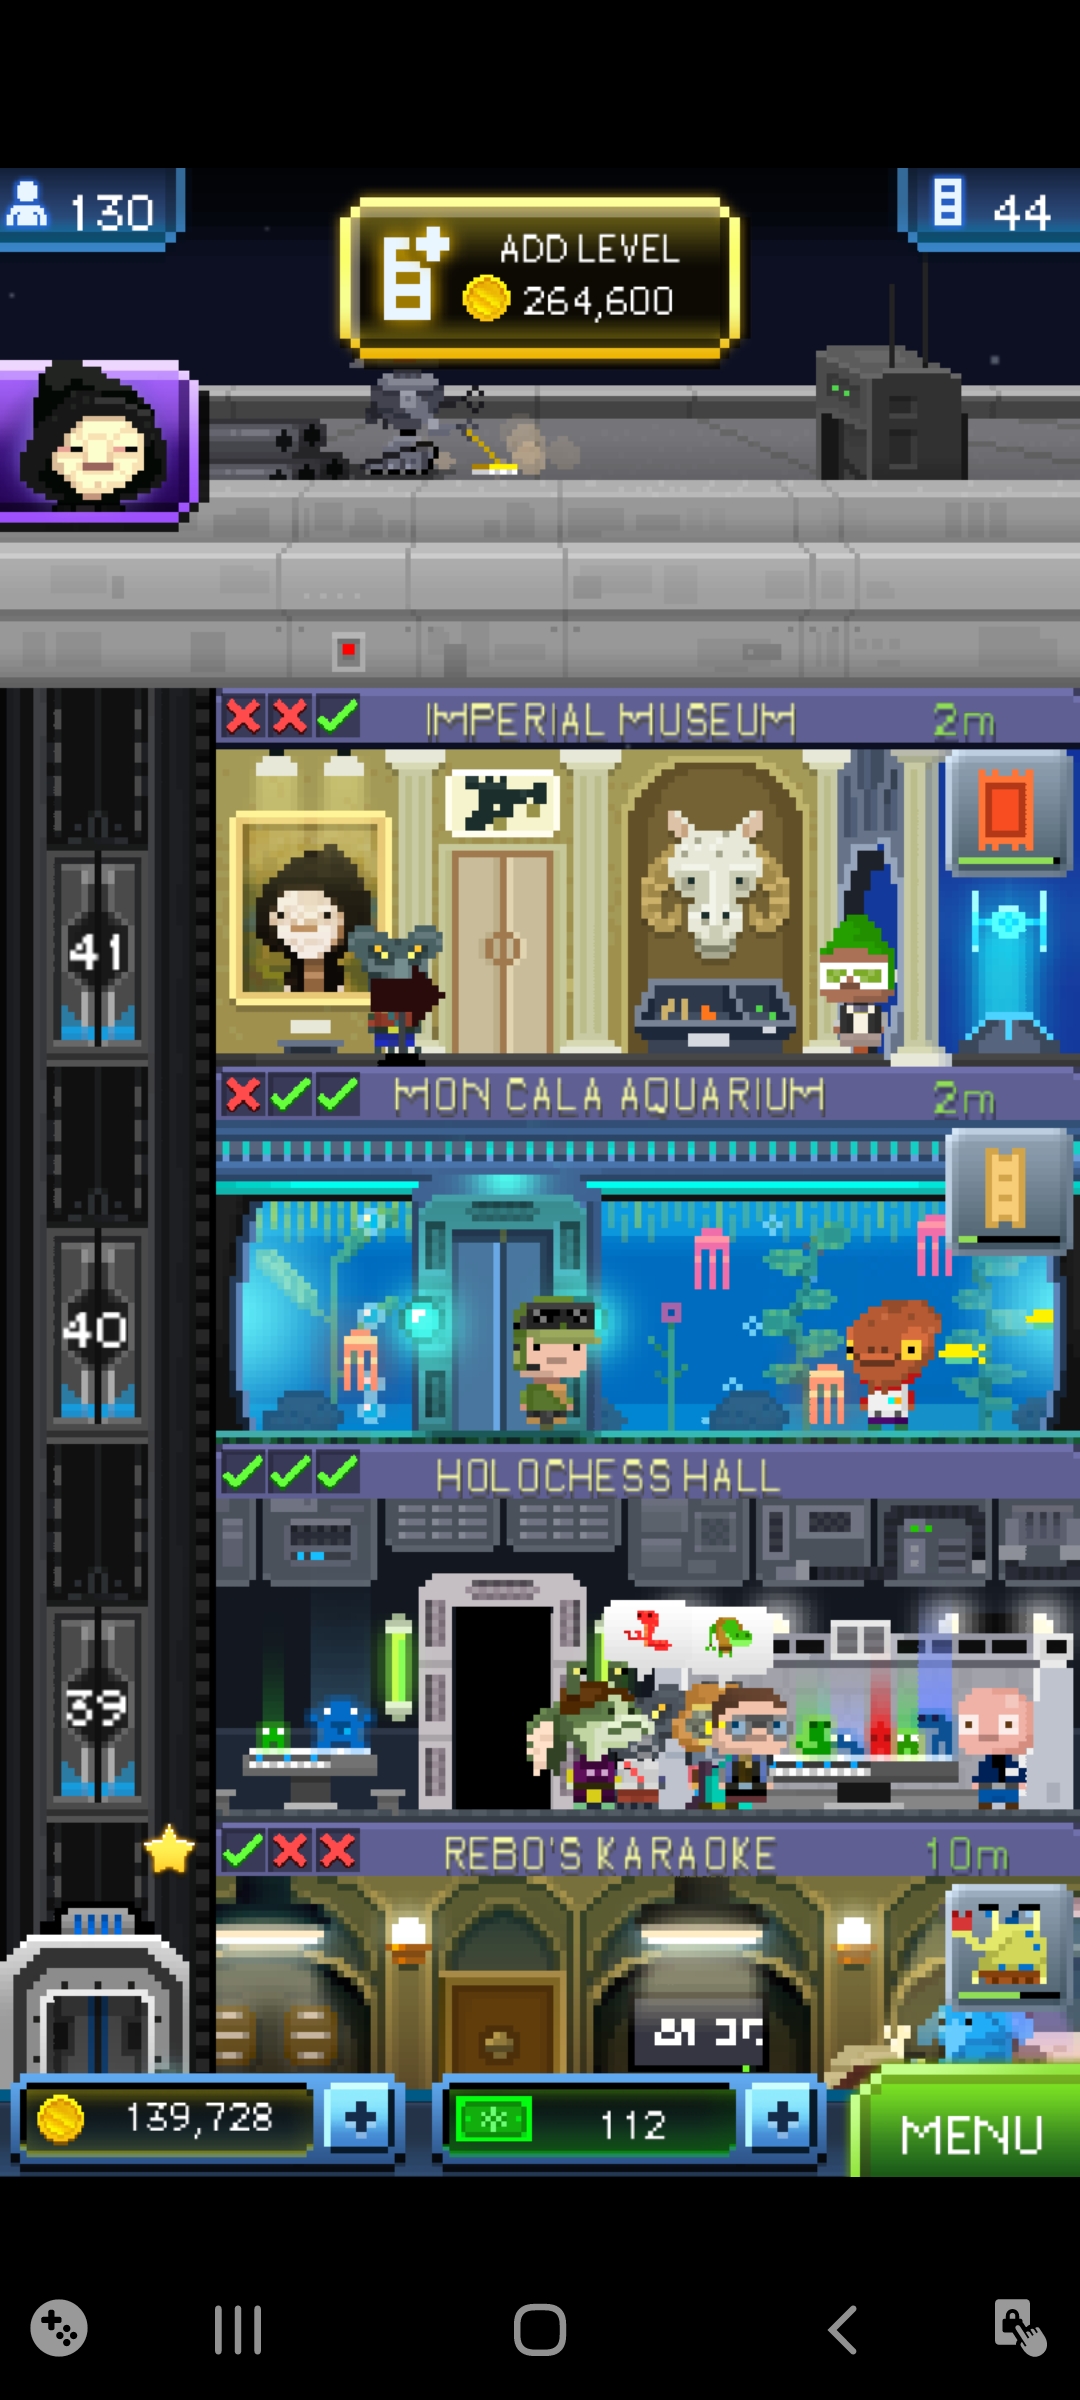 130
ADD LEVEL
264,600
44
IMPERIAL MUSEUM 2m
41
MON CALA AQUARIUM 2m
40
HOLOCHESS HALL
39
REBO'S KARAOKE 10m
139,728
112
MENU